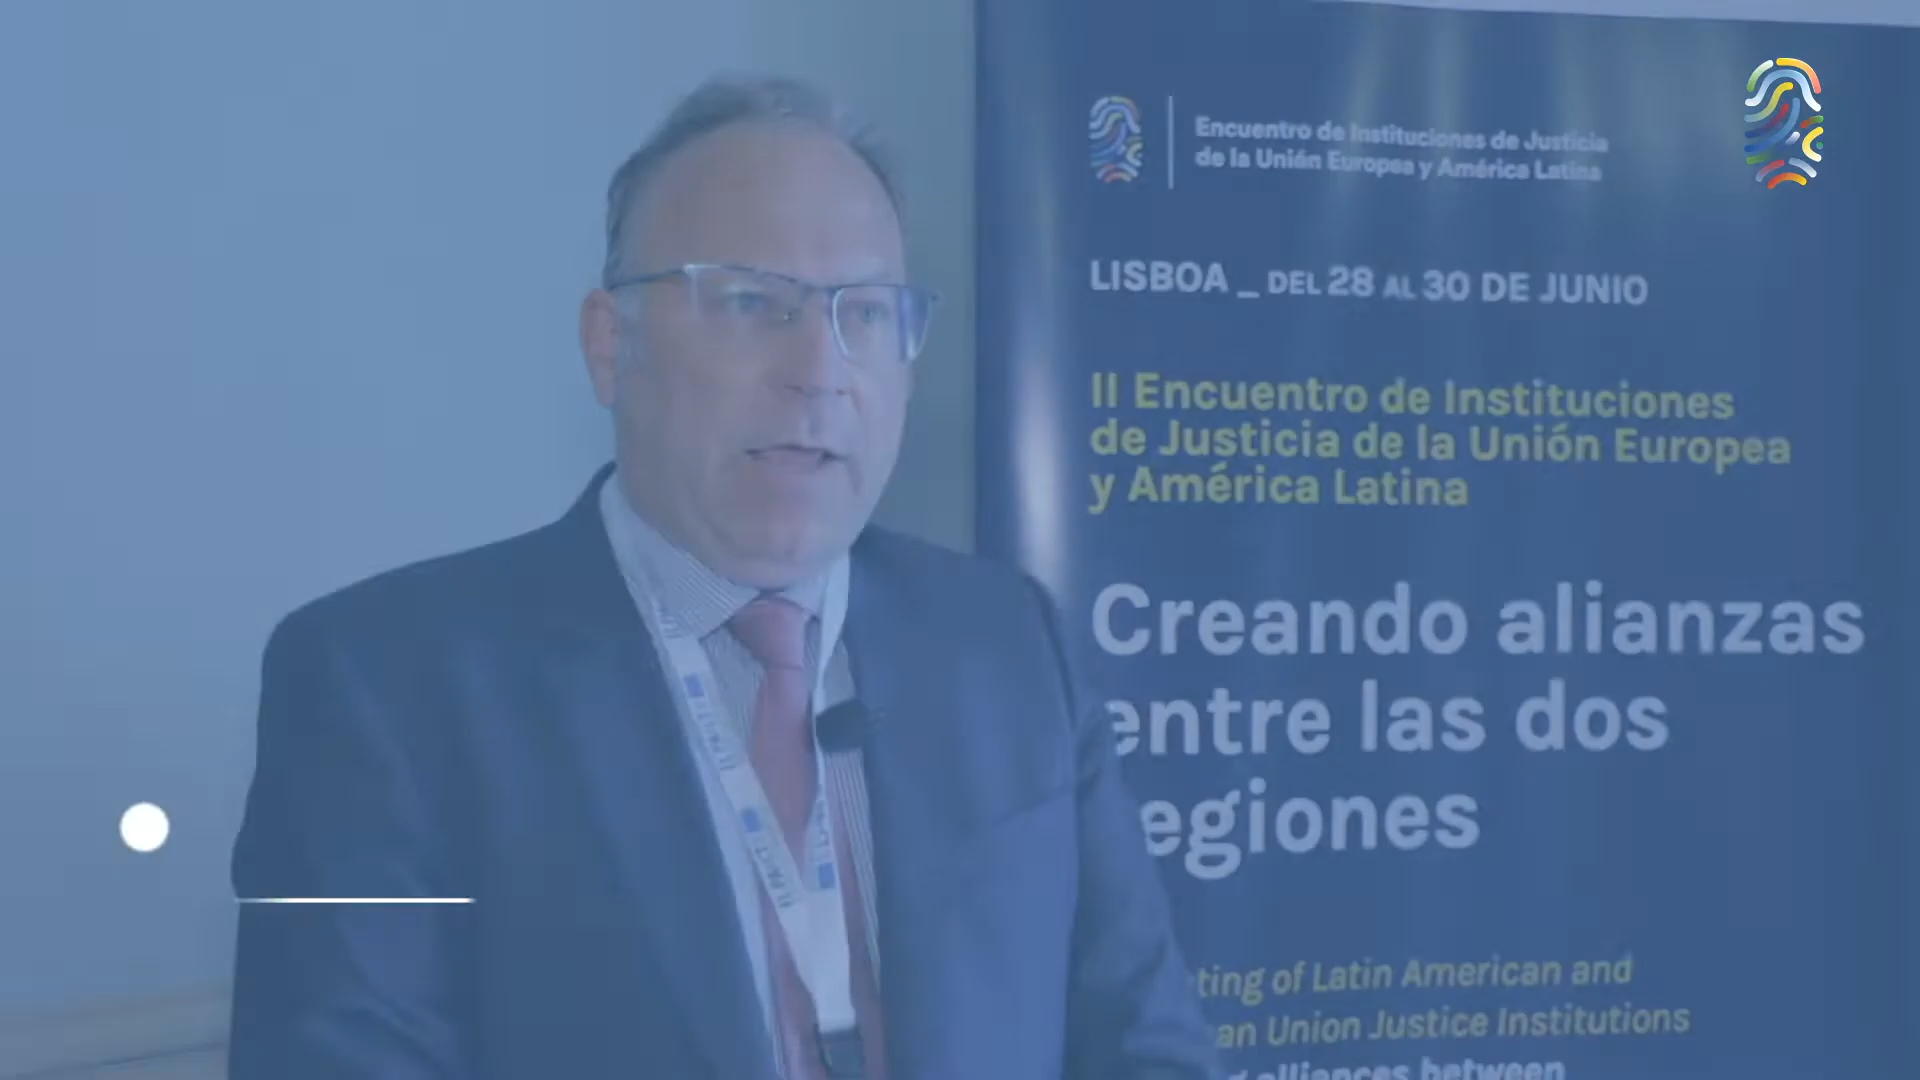 Encuentro de Instituciones de Justicia
de la Unión Europea y América Latina
LISBOA _ DEL 28 AL 30 DE JUNIO
II Encuentro de Instituciones
de Justicia de la Unión Europea
y América Latina
Creando alianzas
entre las dos
egiones
ting of Latin American and
an Union Justice Institutions
alliances between